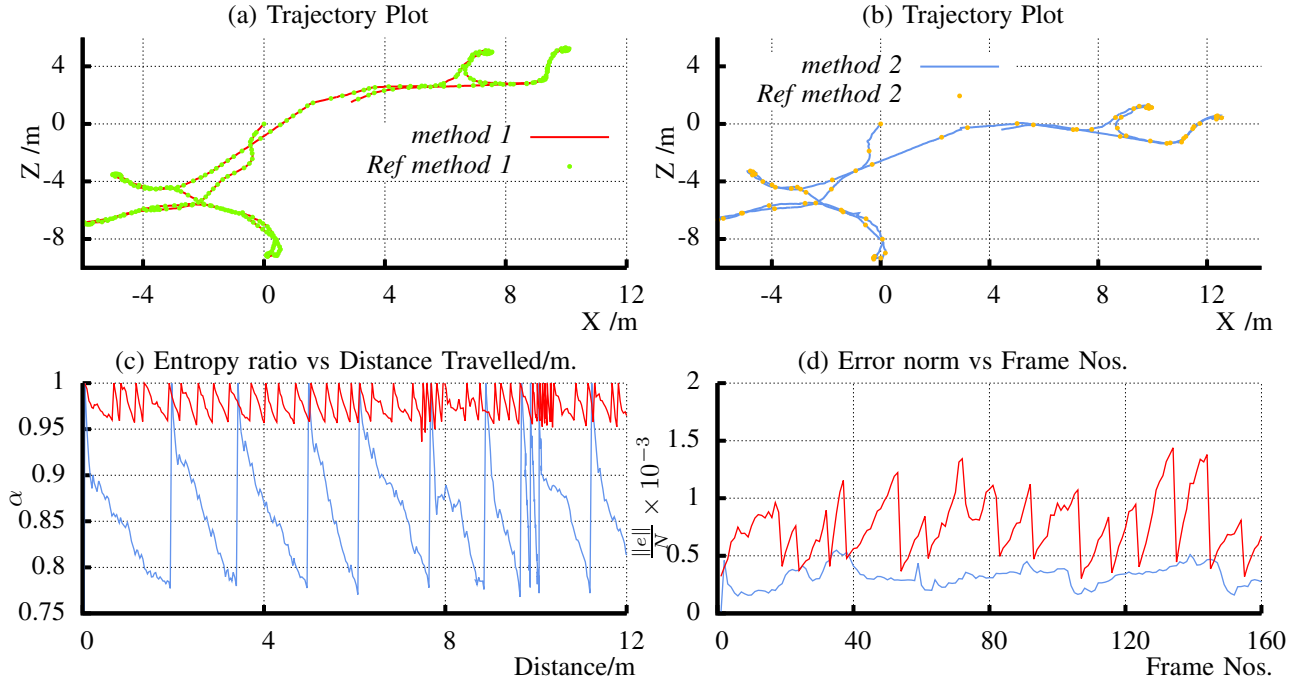 (a) Trajectory Plot
(b) Trajectory Plot
Z /m
4
0
-4
-8
method 1
Ref method 1
-4 0 4 8 12
X /m
Z /m
4
0
-4
-8
method 2
Ref method 2
-4 0 4 8 12
X /m
(c) Entropy ratio vs Distance Travelled/m.
(d) Error norm vs Frame Nos.
α
1
0.95
0.9
0.85
0.8
0.75
0 4 8 12
Distance/m
||e||/N × 10⁻³
2
1.5
1
0.5
0
0 40 80 120 160
Frame Nos.